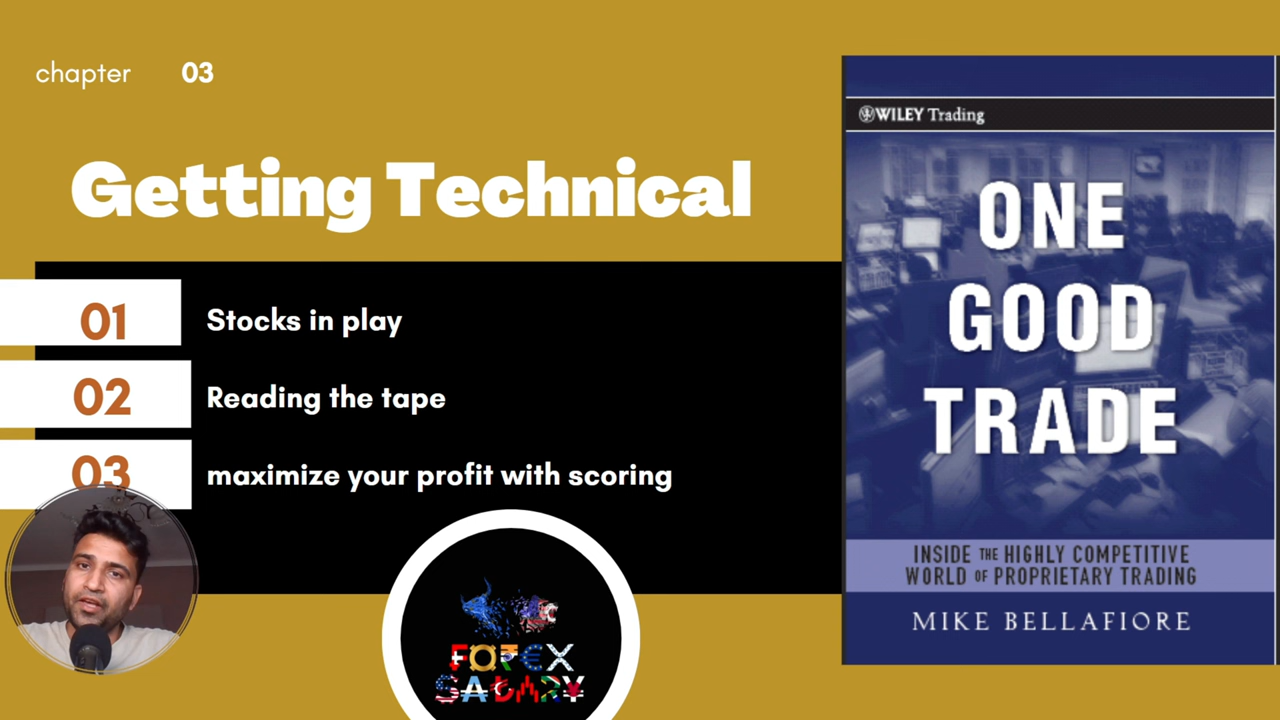 chapter 03
Getting Technical
01 Stocks in play
02 Reading the tape
03 maximize your profit with scoring
FOREX
SALARY
WILEY Trading
ONE
GOOD
TRADE
INSIDE THE HIGHLY COMPETITIVE
WORLD OF PROPRIETARY TRADING
MIKE BELLAFIORE